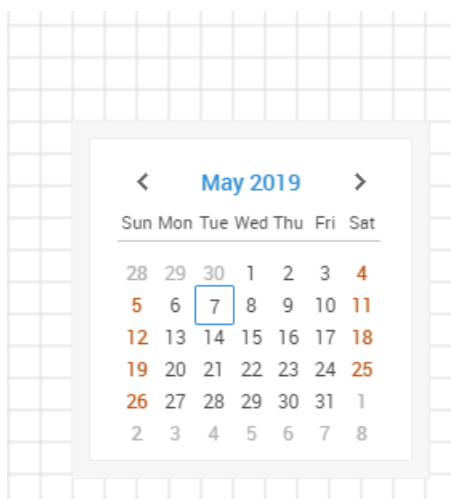 May 2019
Sun Mon Tue Wed Thu Fri Sat
28 29 30 1 2 3 4
5 6 7 8 9 10 11
12 13 14 15 16 17 18
19 20 21 22 23 24 25
26 27 28 29 30 31 1
2 3 4 5 6 7 8